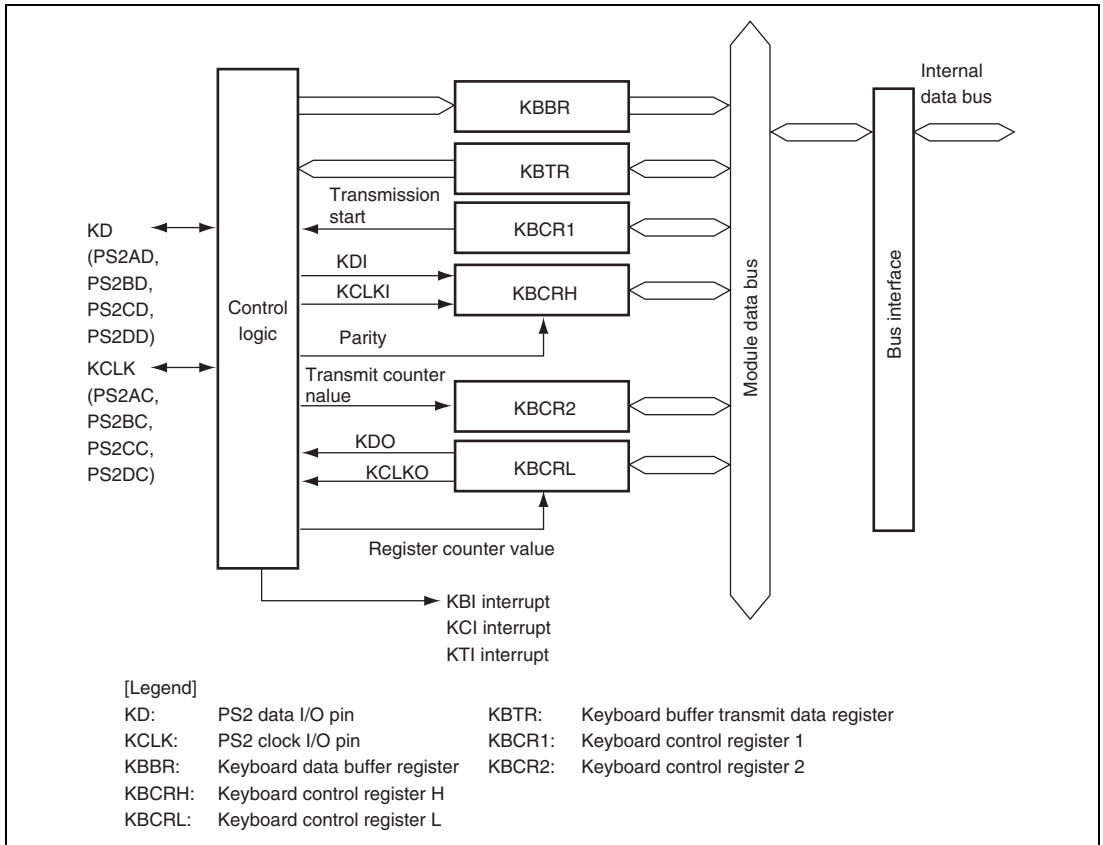 Internal
data bus
KBBR
KBTR
Transmission
start
KBCR1
KD
(PS2AD,
PS2BD,
PS2CD,
PS2DD)
KDI
KCLKI
KBCRH
Control
logic
Parity
KCLK
(PS2AC,
PS2BC,
PS2CC,
PS2DC)
Transmit counter
nalue
KBCR2
KDO
KCLKO
KBCRL
Register counter value
Module data bus
Bus interface
KBI interrupt
KCI interrupt
KTI interrupt
[Legend]
KD: PS2 data I/O pin
KCLK: PS2 clock I/O pin
KBBR: Keyboard data buffer register
KBCRH: Keyboard control register H
KBCRL: Keyboard control register L
KBTR: Keyboard buffer transmit data register
KBCR1: Keyboard control register 1
KBCR2: Keyboard control register 2